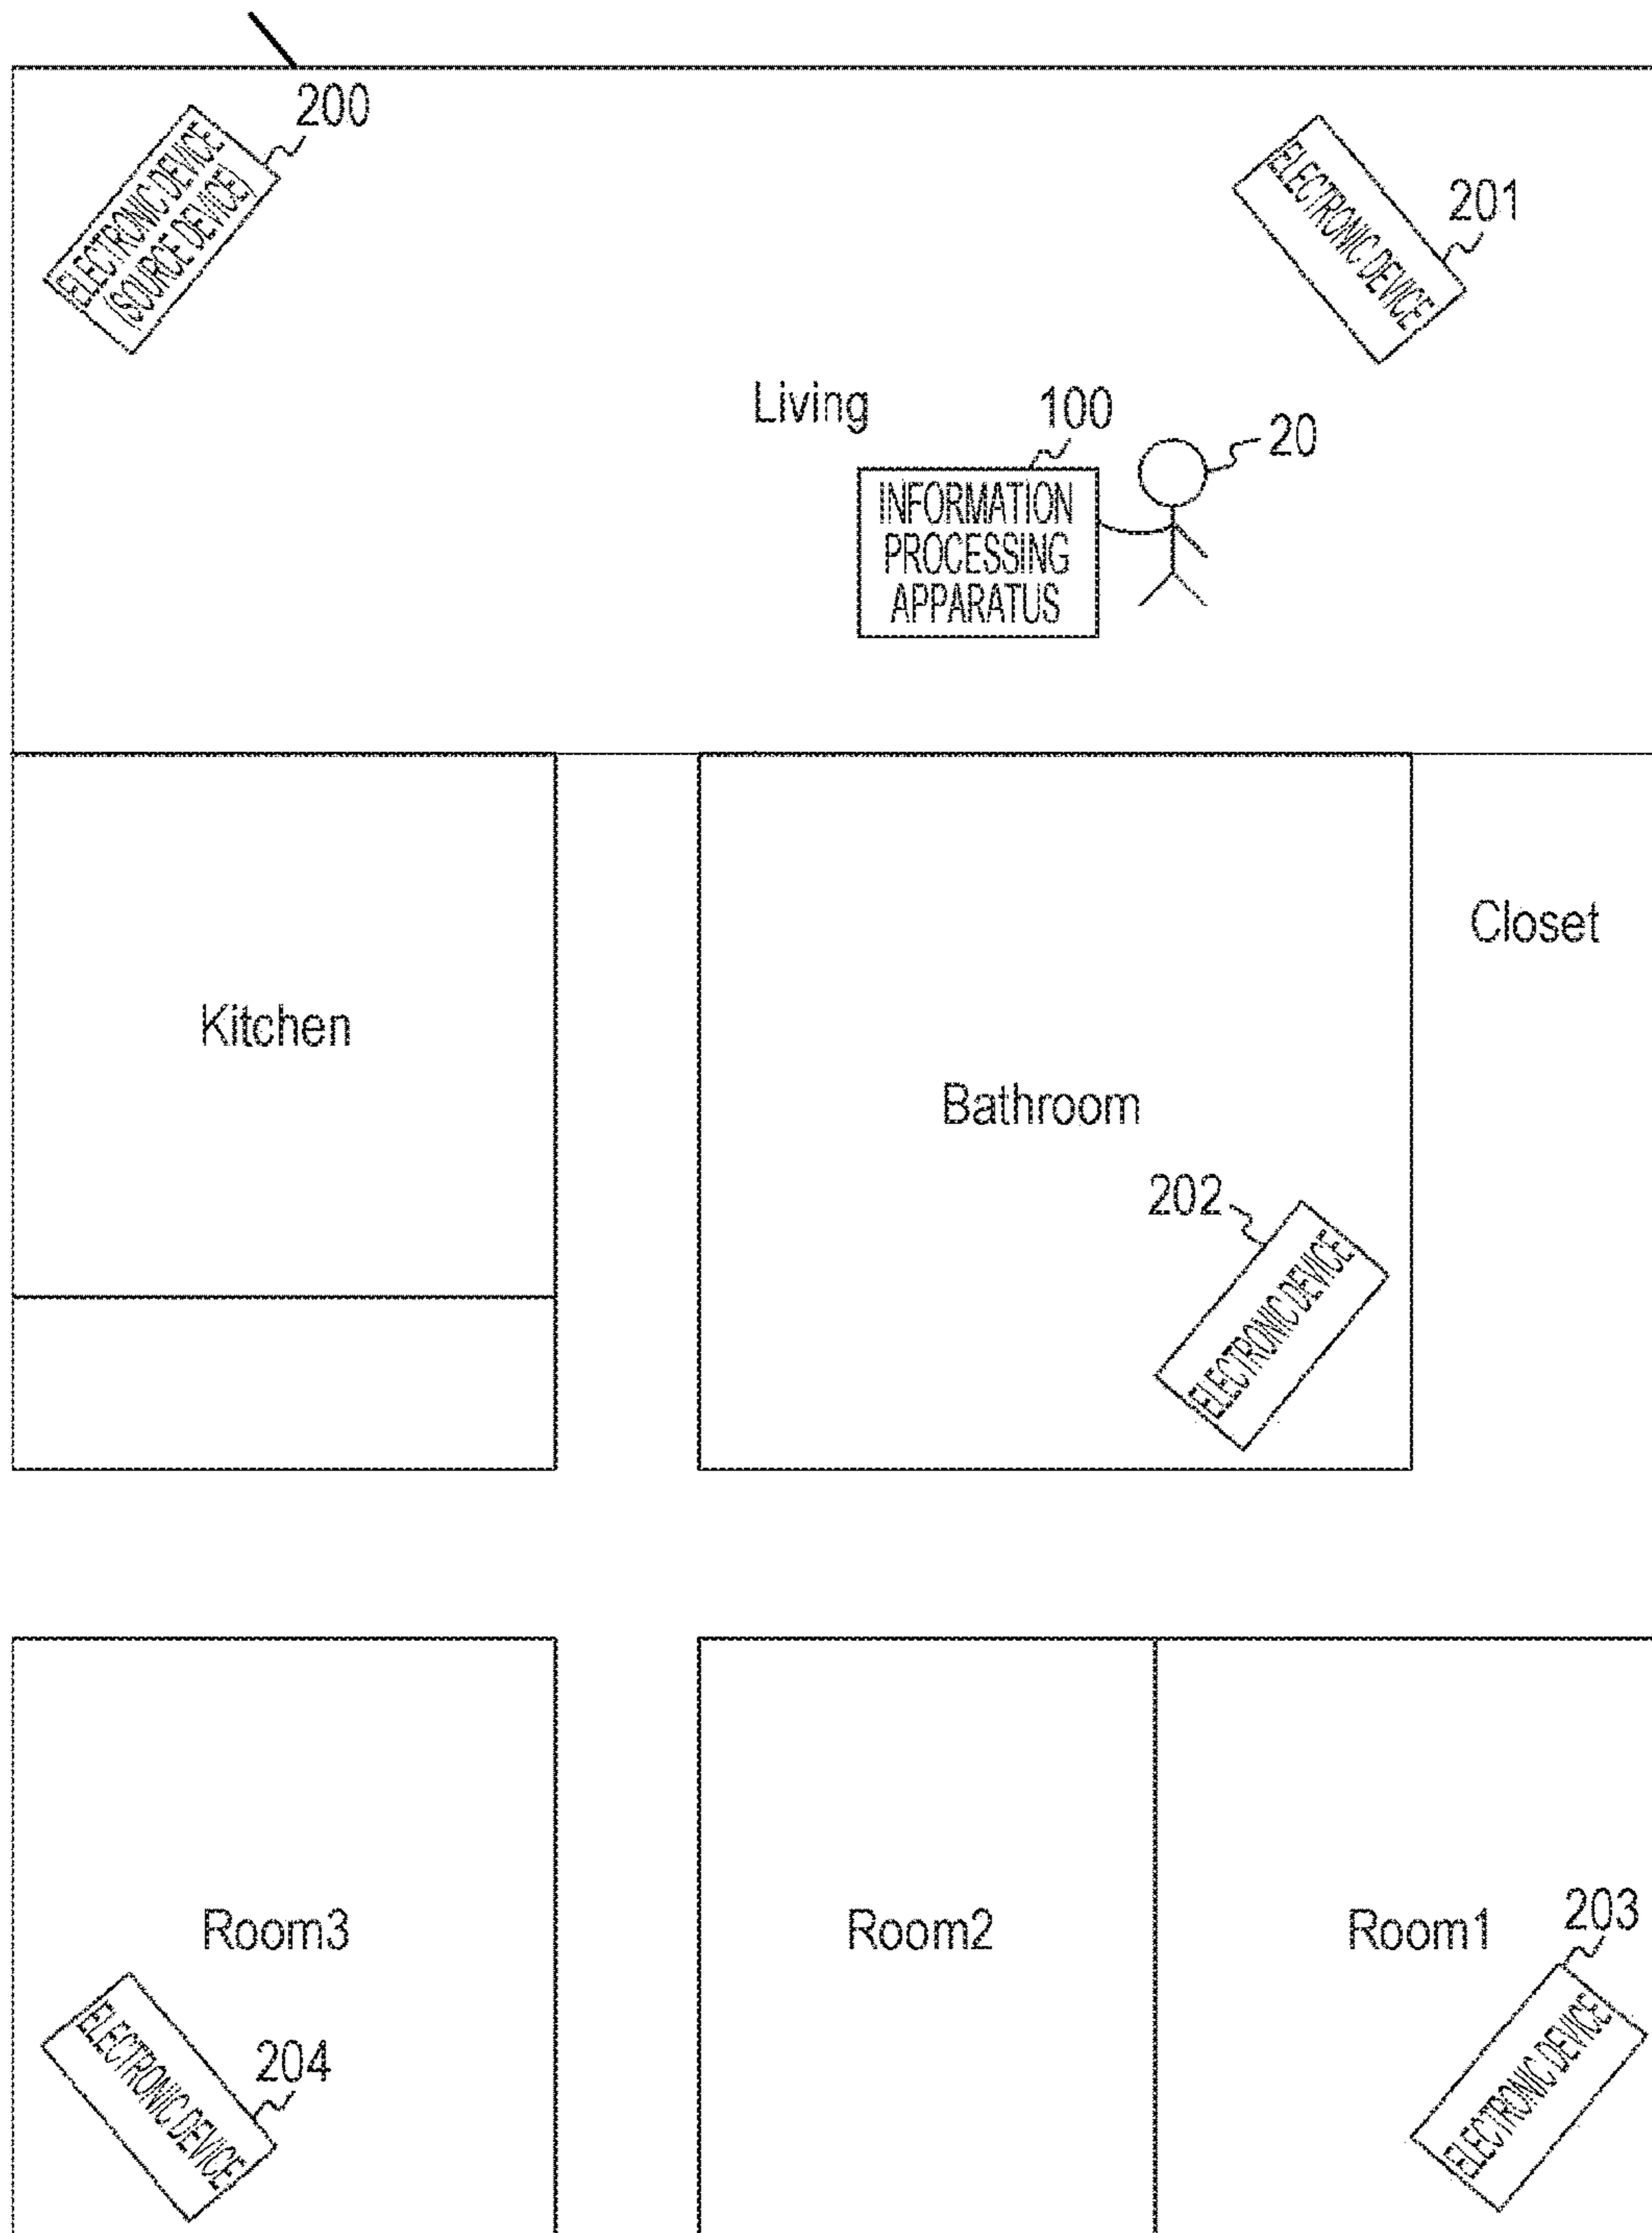 200
ELECTRONIC DEVICE
(SOURCE DEVICE)
201
ELECTRONIC DEVICE
Living
100
20
INFORMATION
PROCESSING
APPARATUS
Closet
Kitchen
Bathroom
202
ELECTRONIC DEVICE
Room3
Room2
Room1
203
ELECTRONIC DEVICE
204
ELECTRONIC DEVICE